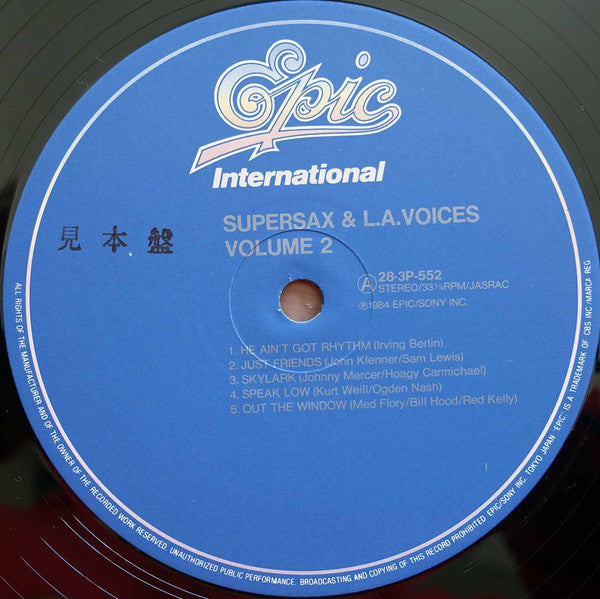 Epic
International
SUPERSAX & L.A.VOICES
VOLUME 2
見本盤
A 28-3P-552
STEREO/33⅓RPM/JASRAC
℗1984 EPIC/SONY INC.
1. HE AIN'T GOT RHYTHM (Irving Berlin)
2. JUST FRIENDS (John Klenner/Sam Lewis)
3. SKYLARK (Johnny Mercer/Hoagy Carmichael)
4. SPEAK LOW (Kurt Weill/Ogden Nash)
5. OUT THE WINDOW (Med Flory/Bill Hood/Red Kelly)
ALL RIGHTS OF THE MANUFACTURER AND OF THE OWNER OF THE RECORDED WORK RESERVED. UNAUTHORIZED PUBLIC PERFORMANCE, BROADCASTING AND COPYING OF THIS RECORD PROHIBITED EPIC/SONY INC. TOKYO JAPAN "EPIC" IS A TRADEMARK OF CBS INC./MARCA REG